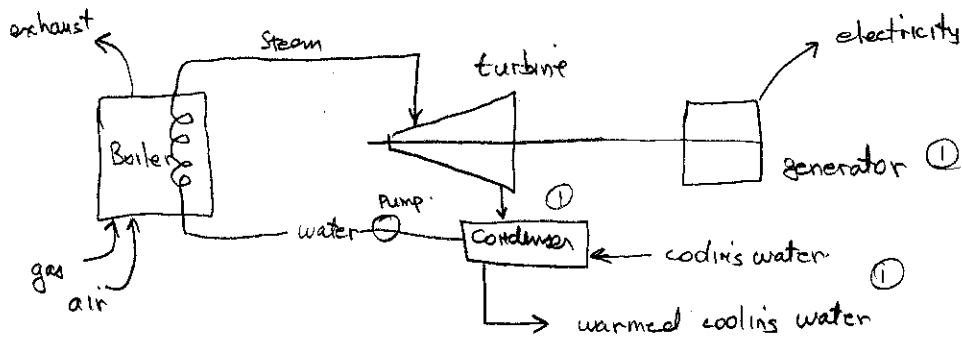 exhaust
steam
turbine
electricity
Boiler
generator ①
pump.
①
water
Condenser
cooling water
①
gas
air
warmed cooling water